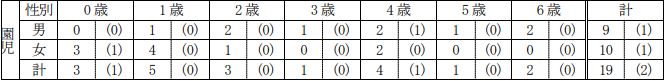 性別 0歳 1歳 2歳 3歳 4歳 5歳 6歳 計
園児
男 0 (0) 1 (0) 2 (0) 1 (0) 2 (1) 1 (0) 2 (0) 9 (1)
女 3 (1) 4 (0) 1 (0) 0 (0) 2 (0) 0 (0) 0 (0) 10 (1)
計 3 (1) 5 (0) 3 (0) 1 (0) 4 (1) 1 (0) 2 (0) 19 (2)